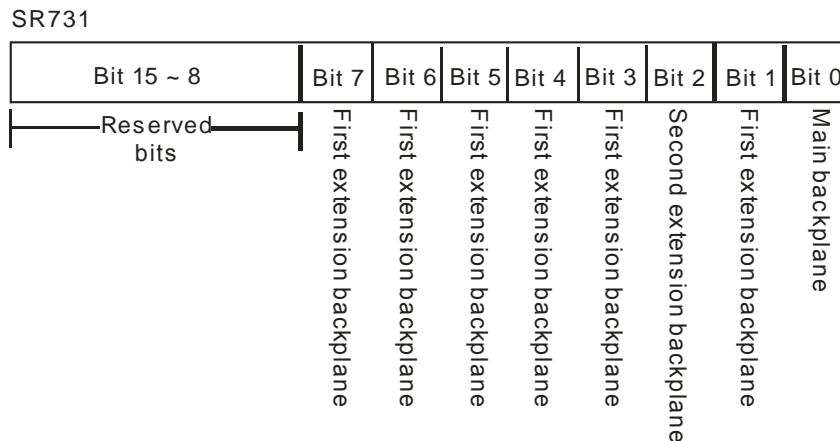 SR731
Bit 15 ~ 8
Bit 7
Bit 6
Bit 5
Bit 4
Bit 3
Bit 2
Bit 1
Bit 0
Reserved
bits
First extension backplane
First extension backplane
First extension backplane
First extension backplane
First extension backplane
Second extension backplane
First extension backplane
Main backplane